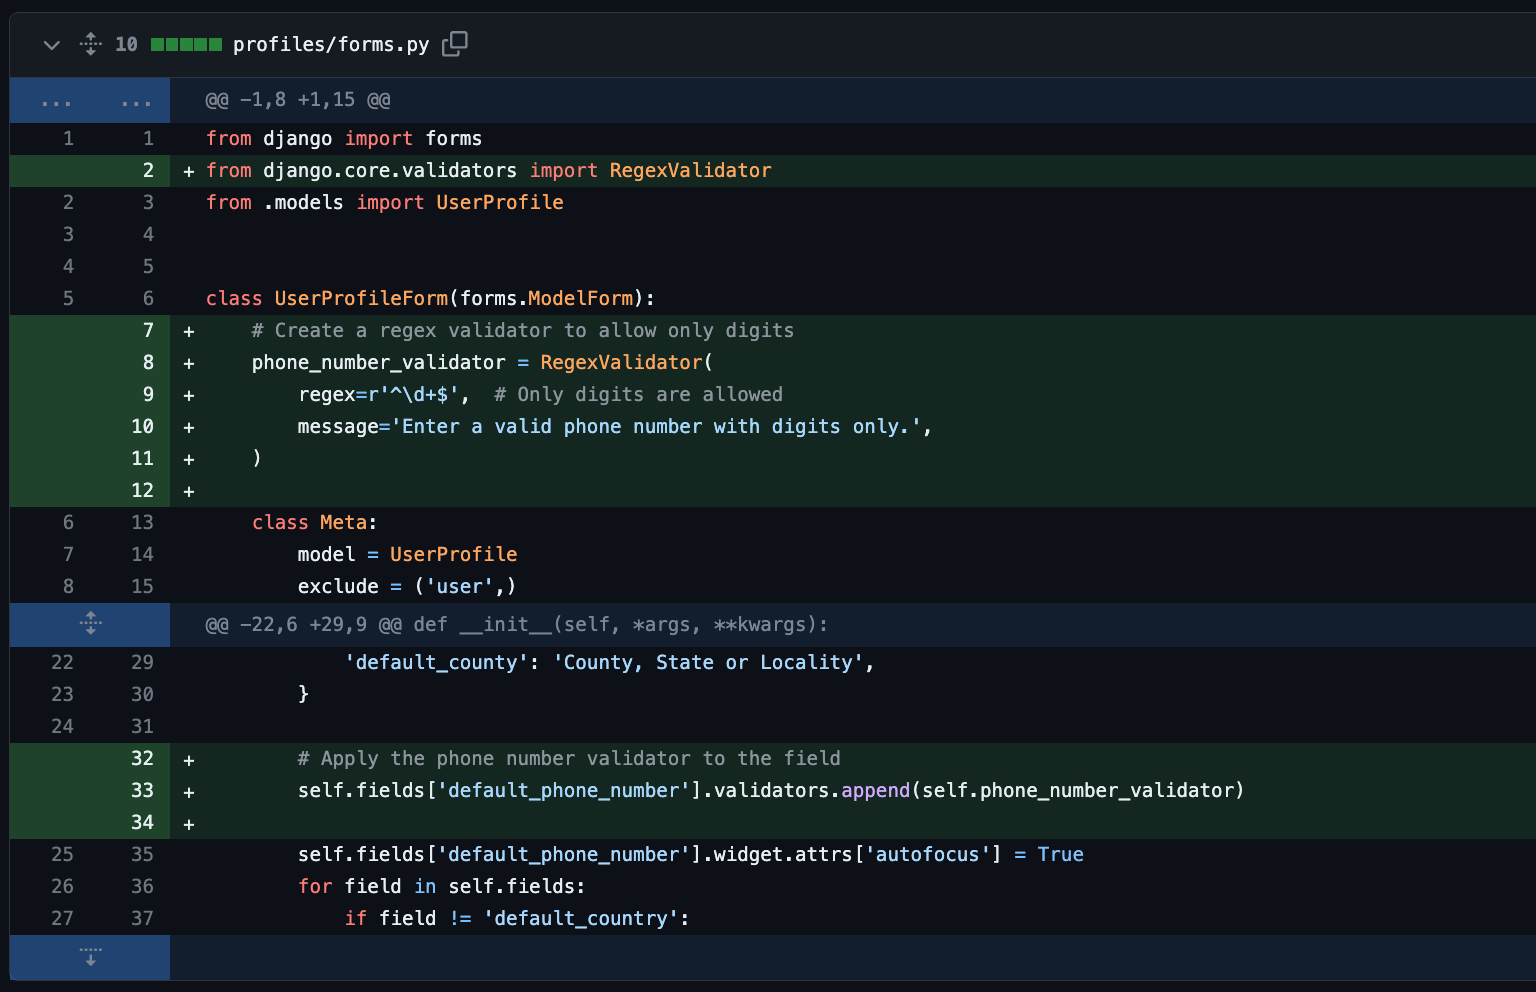 10 profiles/forms.py
... ... @@ -1,8 +1,15 @@
1 1 from django import forms
2 + from django.core.validators import RegexValidator
2 3 from .models import UserProfile
3 4
4 5
5 6 class UserProfileForm(forms.ModelForm):
7 +     # Create a regex validator to allow only digits
8 +     phone_number_validator = RegexValidator(
9 +         regex=r'^\d+$',  # Only digits are allowed
10 +         message='Enter a valid phone number with digits only.',
11 +     )
12 +
6 13     class Meta:
7 14         model = UserProfile
8 15         exclude = ('user',)
@@ -22,6 +29,9 @@ def __init__(self, *args, **kwargs):
22 29             'default_county': 'County, State or Locality',
23 30         }
24 31
32 +         # Apply the phone number validator to the field
33 +         self.fields['default_phone_number'].validators.append(self.phone_number_validator)
34 +
25 35         self.fields['default_phone_number'].widget.attrs['autofocus'] = True
26 36         for field in self.fields:
27 37             if field != 'default_country':